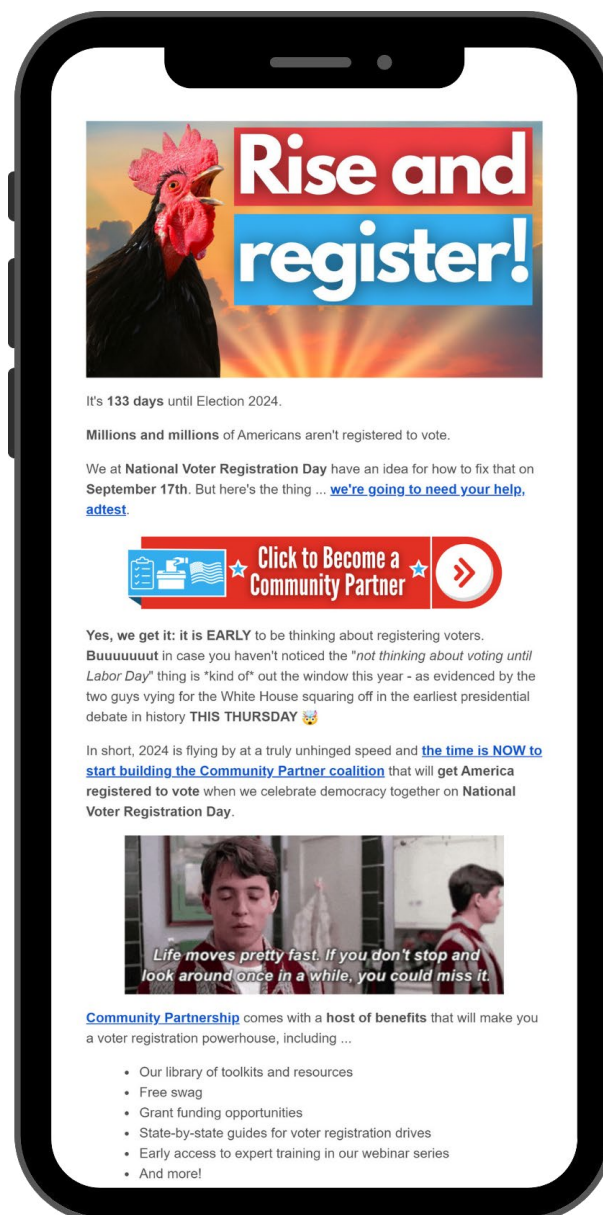 Rise and
register!
It's 133 days until Election 2024.
Millions and millions of Americans aren't registered to vote.
We at National Voter Registration Day have an idea for how to fix that on
September 17th. But here's the thing ... we're going to need your help,
adtest.
Click to Become a
Community Partner
Yes, we get it: it is EARLY to be thinking about registering voters.
Buuuuuuut in case you haven't noticed the "not thinking about voting until
Labor Day" thing is *kind of* out the window this year - as evidenced by the
two guys vying for the White House squaring off in the earliest presidential
debate in history THIS THURSDAY 🤯
In short, 2024 is flying by at a truly unhinged speed and the time is NOW to
start building the Community Partner coalition that will get America
registered to vote when we celebrate democracy together on National
Voter Registration Day.
Life moves pretty fast. If you don't stop and
look around once in a while, you could miss it.
Community Partnership comes with a host of benefits that will make you
a voter registration powerhouse, including ...
• Our library of toolkits and resources
• Free swag
• Grant funding opportunities
• State-by-state guides for voter registration drives
• Early access to expert training in our webinar series
• And more!